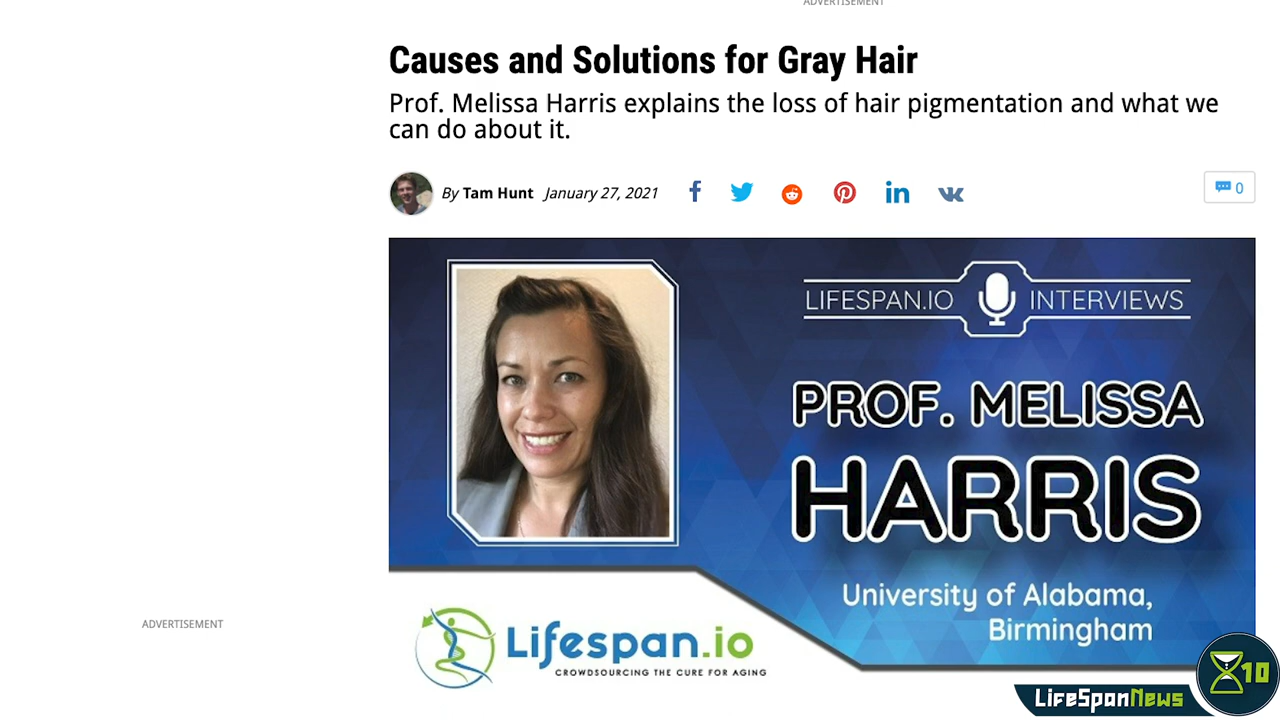 ADVERTISEMENT
Causes and Solutions for Gray Hair
Prof. Melissa Harris explains the loss of hair pigmentation and what we
can do about it.
By Tam Hunt January 27, 2021
0
LIFESPAN.IO INTERVIEWS
PROF. MELISSA
HARRIS
University of Alabama,
Birmingham
ADVERTISEMENT
Lifespan.io
CROWDSOURCING THE CURE FOR AGING
LifeSpanNews
10